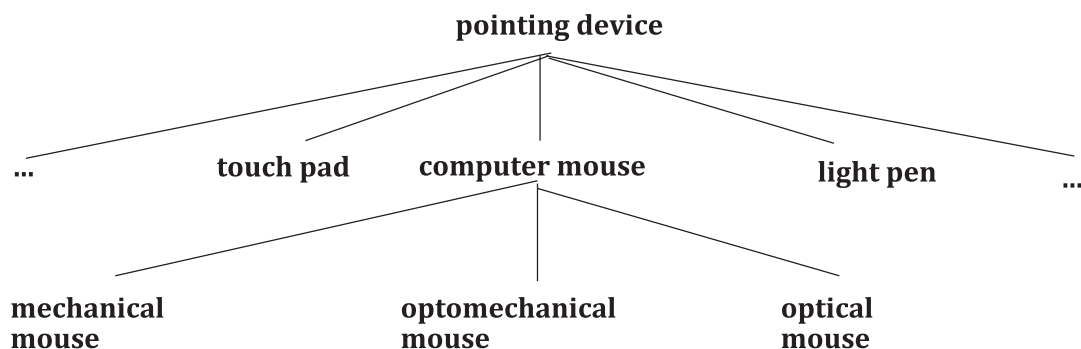 pointing device
... touch pad computer mouse light pen ...
mechanical mouse
optomechanical mouse
optical mouse